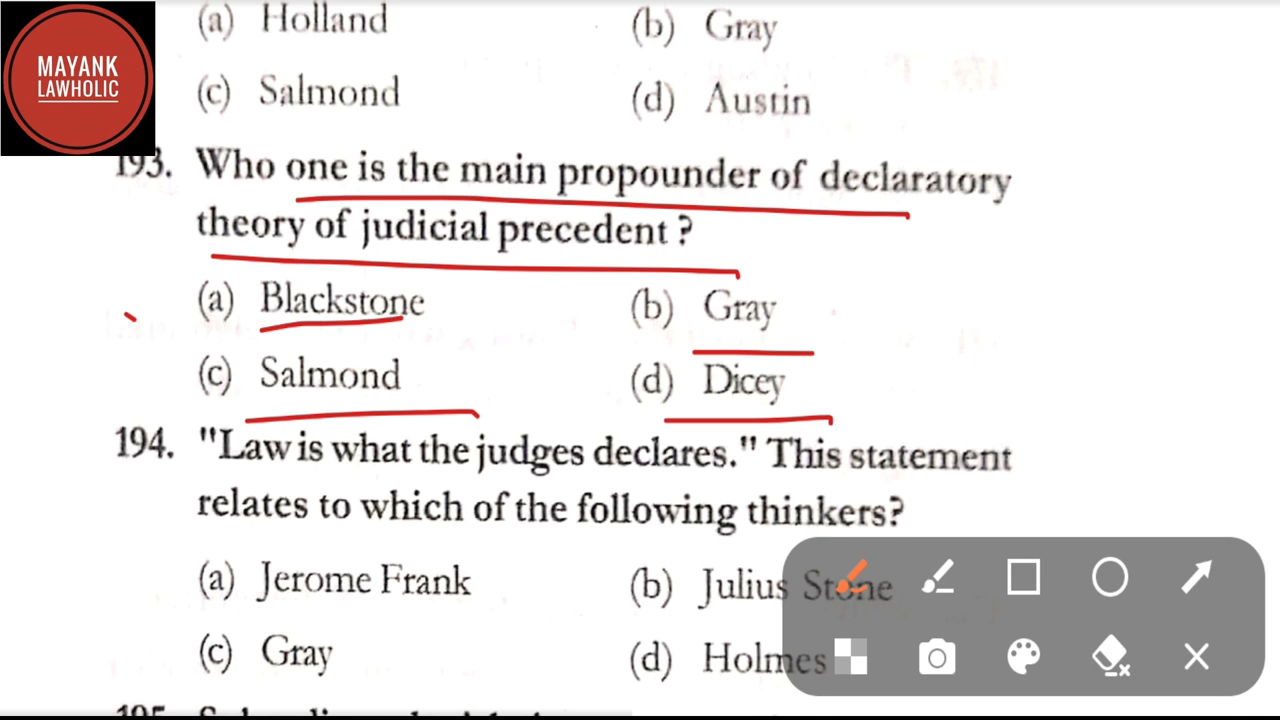 MAYANK
LAWHOLIC
(a) Holland (b) Gray
(c) Salmond (d) Austin
193. Who one is the main propounder of declaratory
theory of judicial precedent ?
(a) Blackstone (b) Gray
(c) Salmond (d) Dicey
194. "Law is what the judges declares." This statement
relates to which of the following thinkers?
(a) Jerome Frank (b) Julius Stone
(c) Gray (d) Holmes
195.